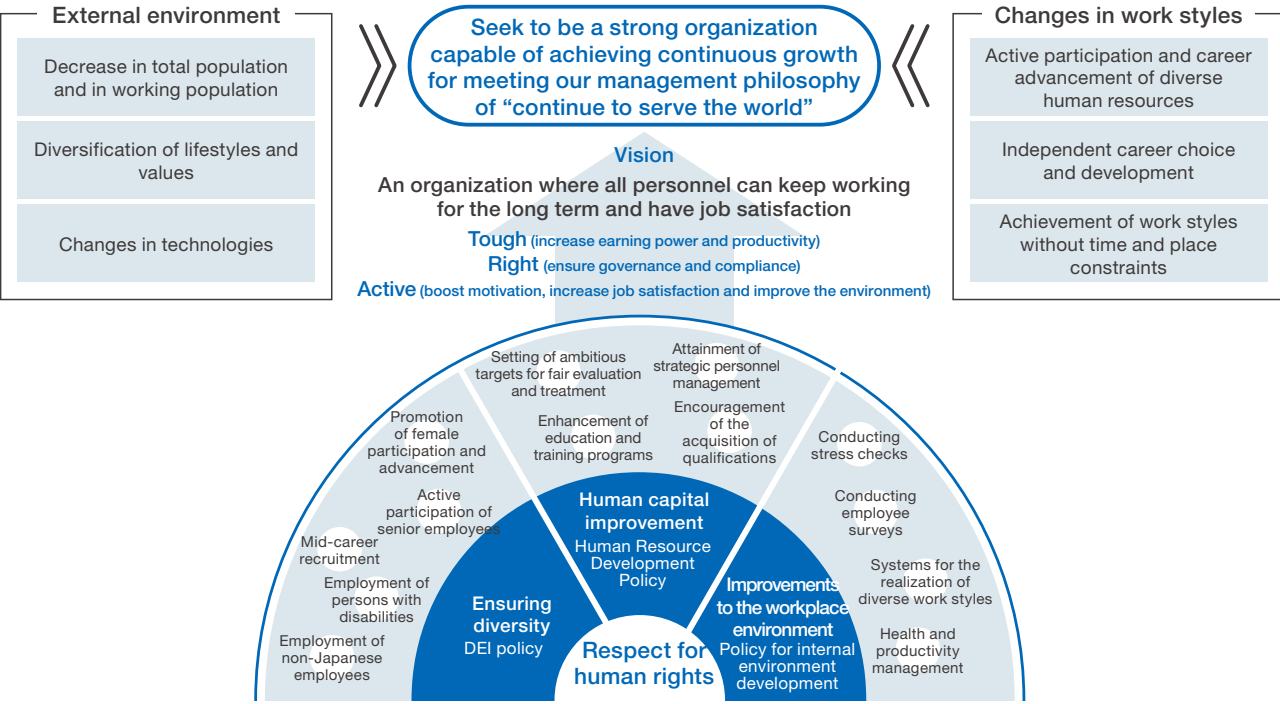 External environment
Decrease in total population
and in working population
Diversification of lifestyles and
values
Changes in technologies
Seek to be a strong organization
capable of achieving continuous growth
for meeting our management philosophy
of “continue to serve the world”
Changes in work styles
Active participation and career
advancement of diverse
human resources
Independent career choice
and development
Achievement of work styles
without time and place
constraints
Vision
An organization where all personnel can keep working
for the long term and have job satisfaction
Tough (increase earning power and productivity)
Right (ensure governance and compliance)
Active (boost motivation, increase job satisfaction and improve the environment)
Promotion
of female
participation and
advancement
Active
participation of
senior employees
Mid-career
recruitment
Employment of
persons with
disabilities
Employment of
non-Japanese
employees
Setting of ambitious
targets for fair evaluation
and treatment
Attainment of
strategic personnel
management
Enhancement of
education and
training programs
Encouragement
of the
acquisition of
qualifications
Conducting
stress checks
Conducting
employee
surveys
Systems for the
realization of
diverse work styles
Health and
productivity
management
Ensuring
diversity
DEI policy
Human capital
improvement
Human Resource
Development
Policy
Improvements
to the workplace
environment
Policy for internal
environment
development
Respect for
human rights